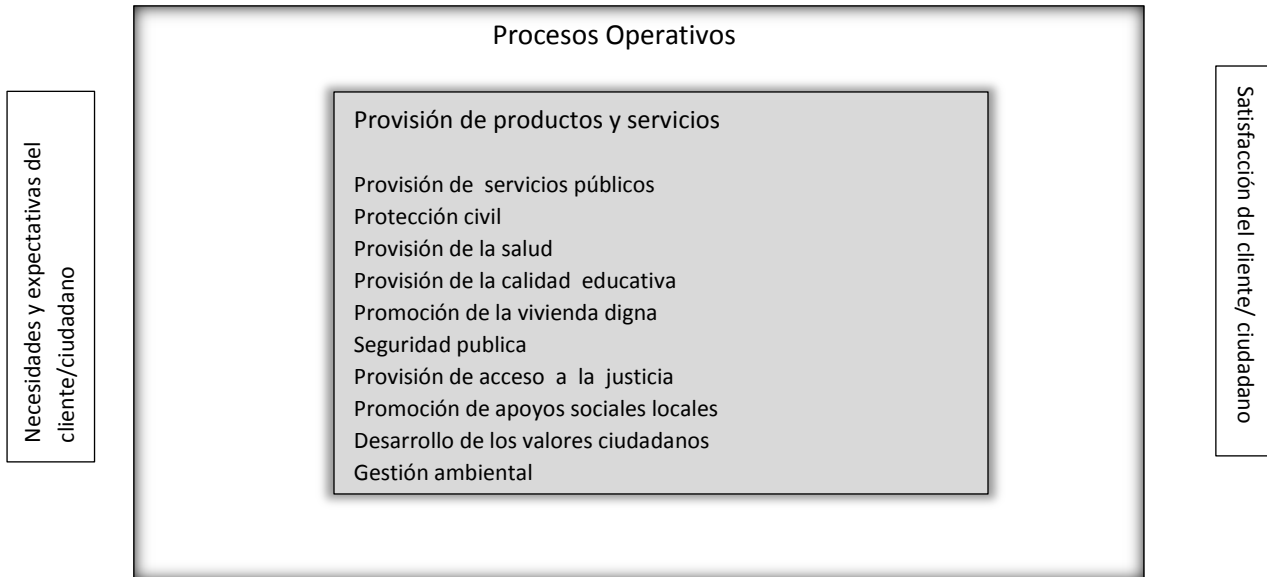 Procesos Operativos
Necesidades y expectativas del
cliente/ciudadano
Provisión de productos y servicios
Provisión de servicios públicos
Protección civil
Provisión de la salud
Provisión de la calidad educativa
Promoción de la vivienda digna
Seguridad publica
Provisión de acceso a la justicia
Promoción de apoyos sociales locales
Desarrollo de los valores ciudadanos
Gestión ambiental
Satisfacción del cliente/ ciudadano